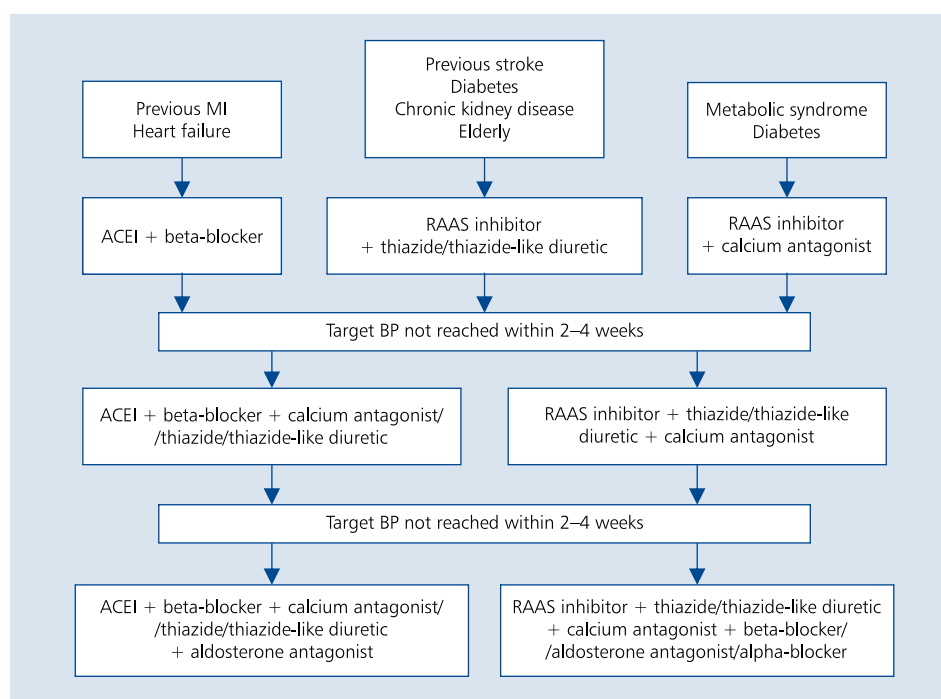 Previous MI
Heart failure
Previous stroke
Diabetes
Chronic kidney disease
Elderly
Metabolic syndrome
Diabetes
ACEI + beta-blocker
RAAS inhibitor
+ thiazide/thiazide-like diuretic
RAAS inhibitor
+ calcium antagonist
Target BP not reached within 2–4 weeks
ACEI + beta-blocker + calcium antagonist/
/thiazide/thiazide-like diuretic
RAAS inhibitor + thiazide/thiazide-like
diuretic + calcium antagonist
Target BP not reached within 2–4 weeks
ACEI + beta-blocker + calcium antagonist/
/thiazide/thiazide-like diuretic
+ aldosterone antagonist
RAAS inhibitor + thiazide/thiazide-like diuretic
+ calcium antagonist + beta-blocker/
/aldosterone antagonist/alpha-blocker